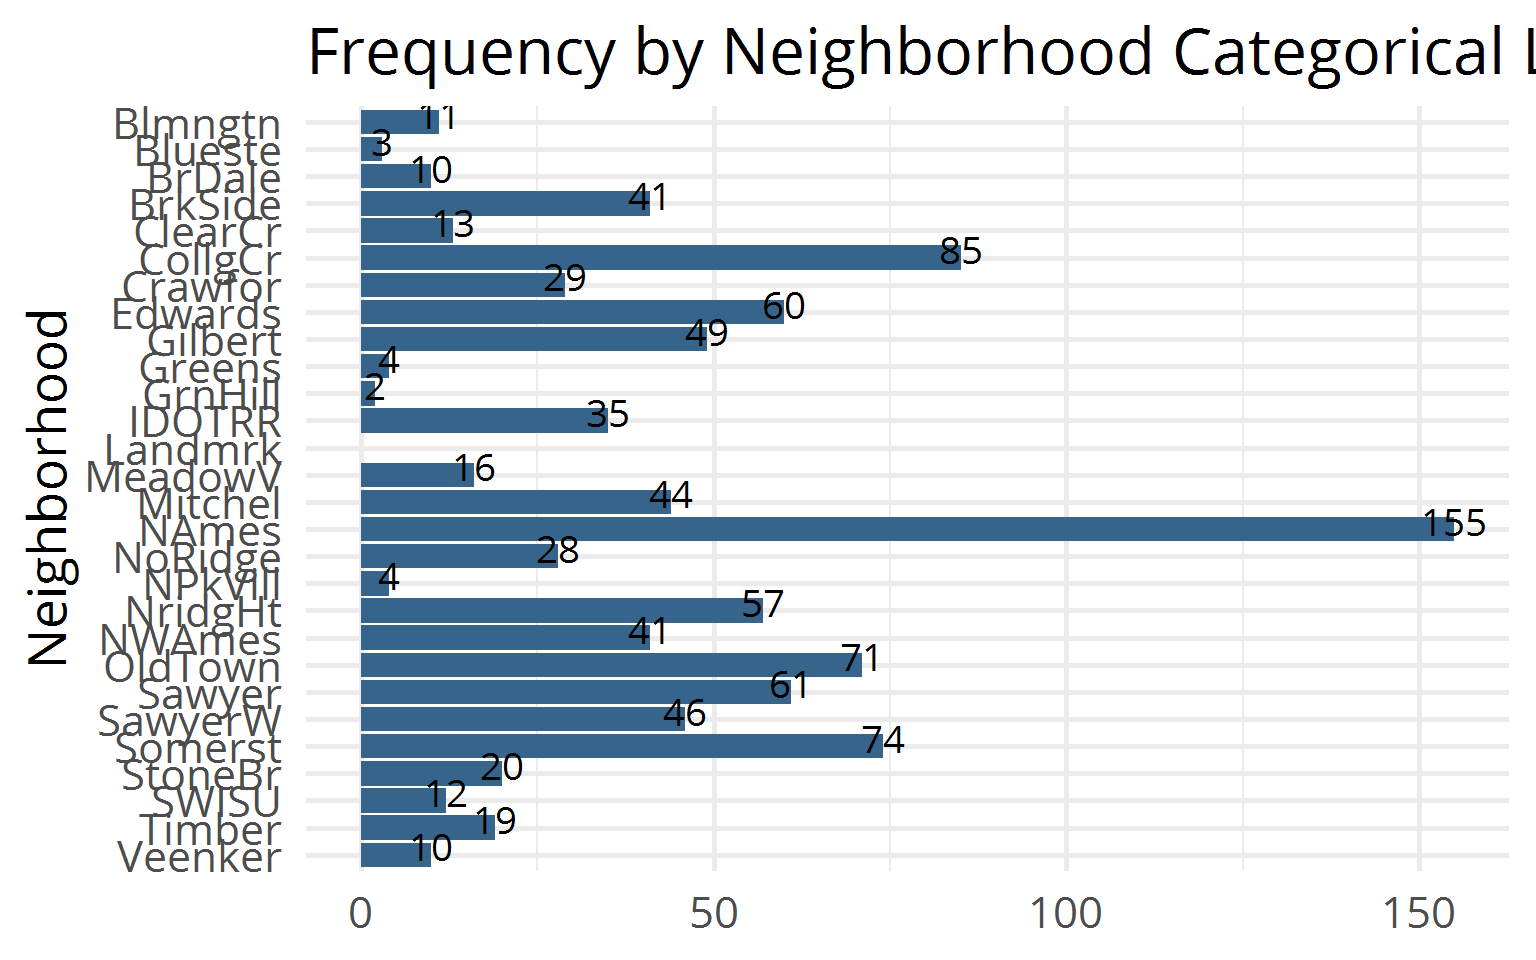 Frequency by Neighborhood Categorical L
Neighborhood
Blmngtn 11
Blueste 3
BrDale 10
BrkSide 41
ClearCr 13
CollgCr 85
Crawfor 29
Edwards 60
Gilbert 49
Greens 4
GrnHill 2
IDOTRR 35
Landmrk
MeadowV 16
Mitchel 44
NAmes 155
NoRidge 28
NPkVill 4
NridgHt 57
NWAmes 41
OldTown 71
Sawyer 61
SawyerW 46
Somerst 74
StoneBr 20
SWISU 12
Timber 19
Veenker 10
0 50 100 150